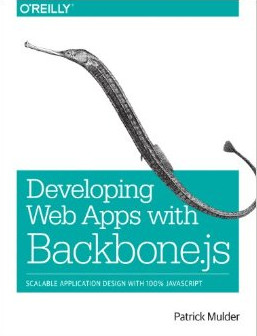 O'REILLY®
Developing
Web Apps with
Backbone.js
SCALABLE APPLICATION DESIGN WITH 100% JAVASCRIPT
Patrick Mulder